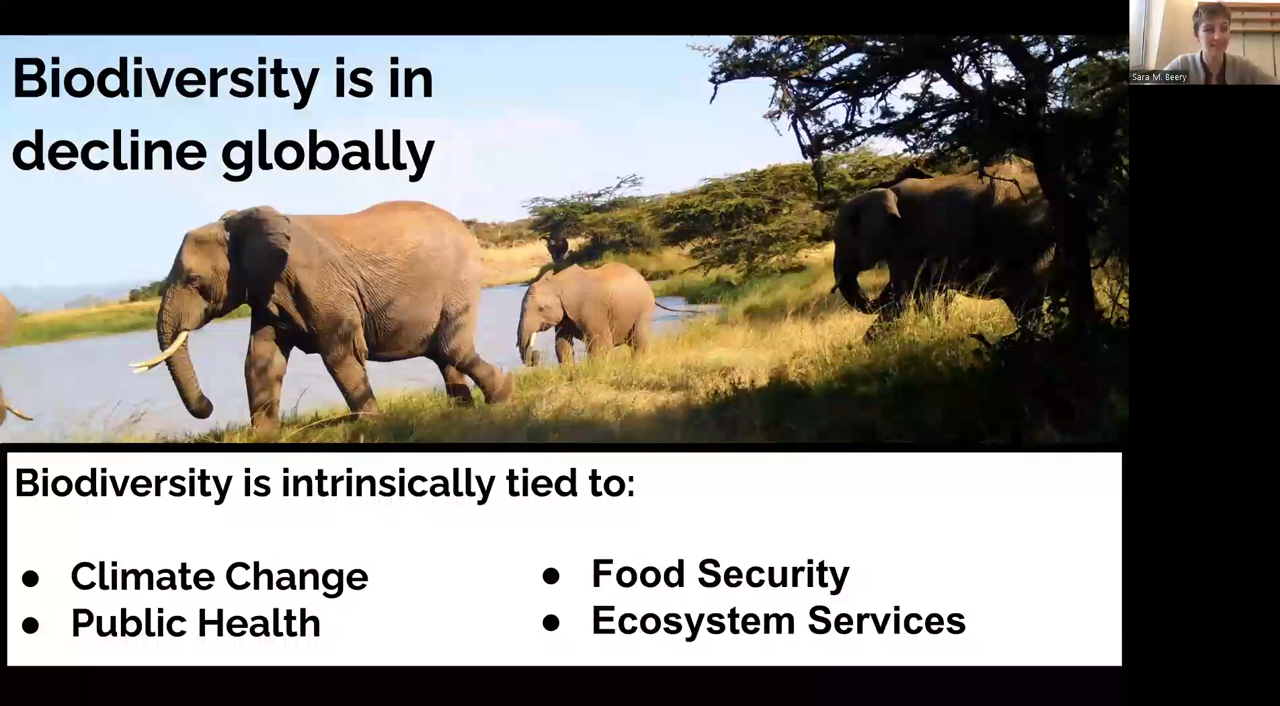 Biodiversity is in
decline globally
Sara M. Beery
Biodiversity is intrinsically tied to:
● Climate Change
● Public Health
● Food Security
● Ecosystem Services